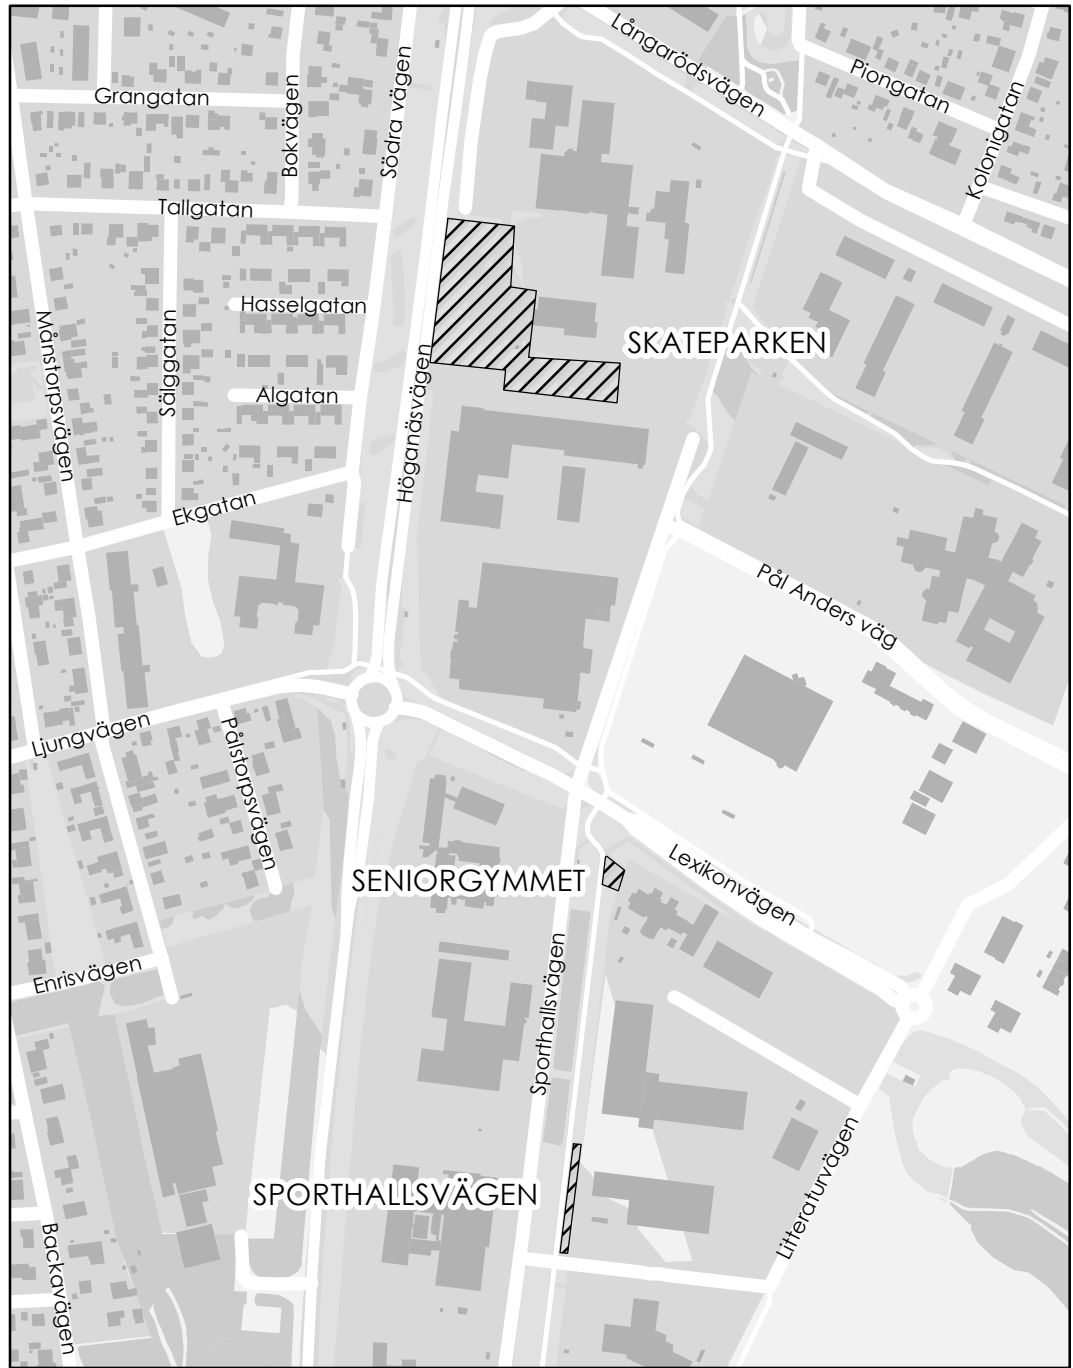 Långarödsvägen
Piongatan
Kolonigatan
Grangatan
Bokvägen
Södra vägen
Tallgatan
Hasselgatan
Månstorpsvägen
Sälggatan
Algatan
Höganäsvägen
SKATEPARKEN
Ekgatan
Pål Anders väg
Ljungvägen
Pålstorpsvägen
SENIORGYMMET
Lexikonvägen
Enrisvägen
Sporthallsvägen
SPORTHALLSVÄGEN
Litteraturvägen
Backavägen